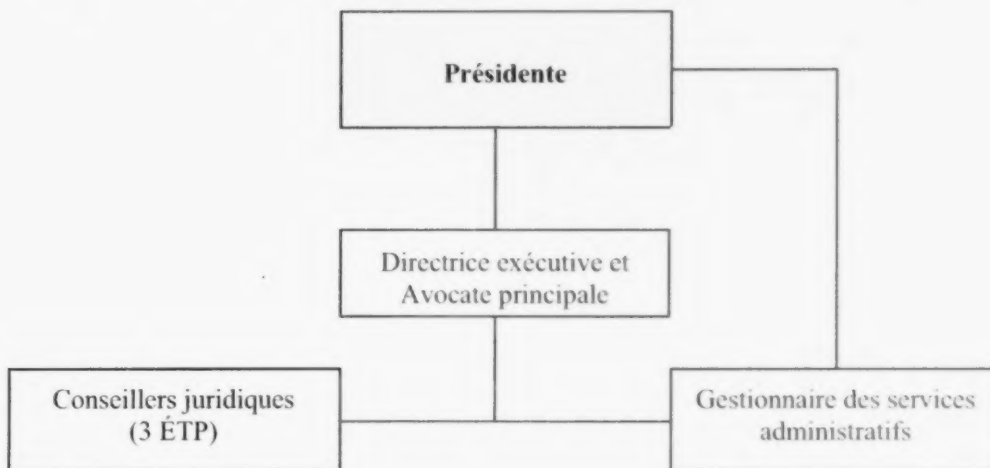 Présidente
Directrice exécutive et
Avocate principale
Conseillers juridiques
(3 ÉTP)
Gestionnaire des services
administratifs